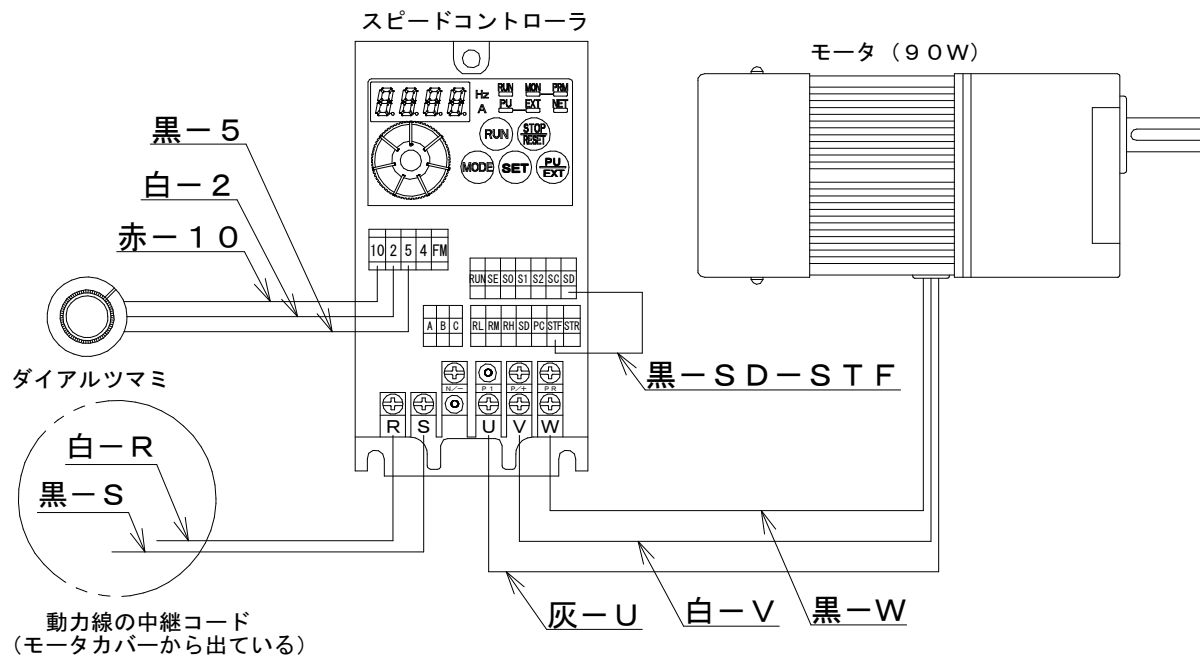 スピードコントローラ
モータ（９０W）
8888
Hz
A
RUN MON PRM
PU EXT NET
RUN
STOP
RESET
MODE
SET
PU
EXT
黒－5
白－2
赤－10
10 2 5 4 FM
RUN SE SO S1 S2 SC SD
A B C
RL RM RH SD PC STF STR
ダイアルツマミ
黒－SD－STF
N/－ P1 P/+ PR
R S U V W
白－R
黒－S
灰－U
白－V
黒－W
動力線の中継コード
（モータカバーから出ている）